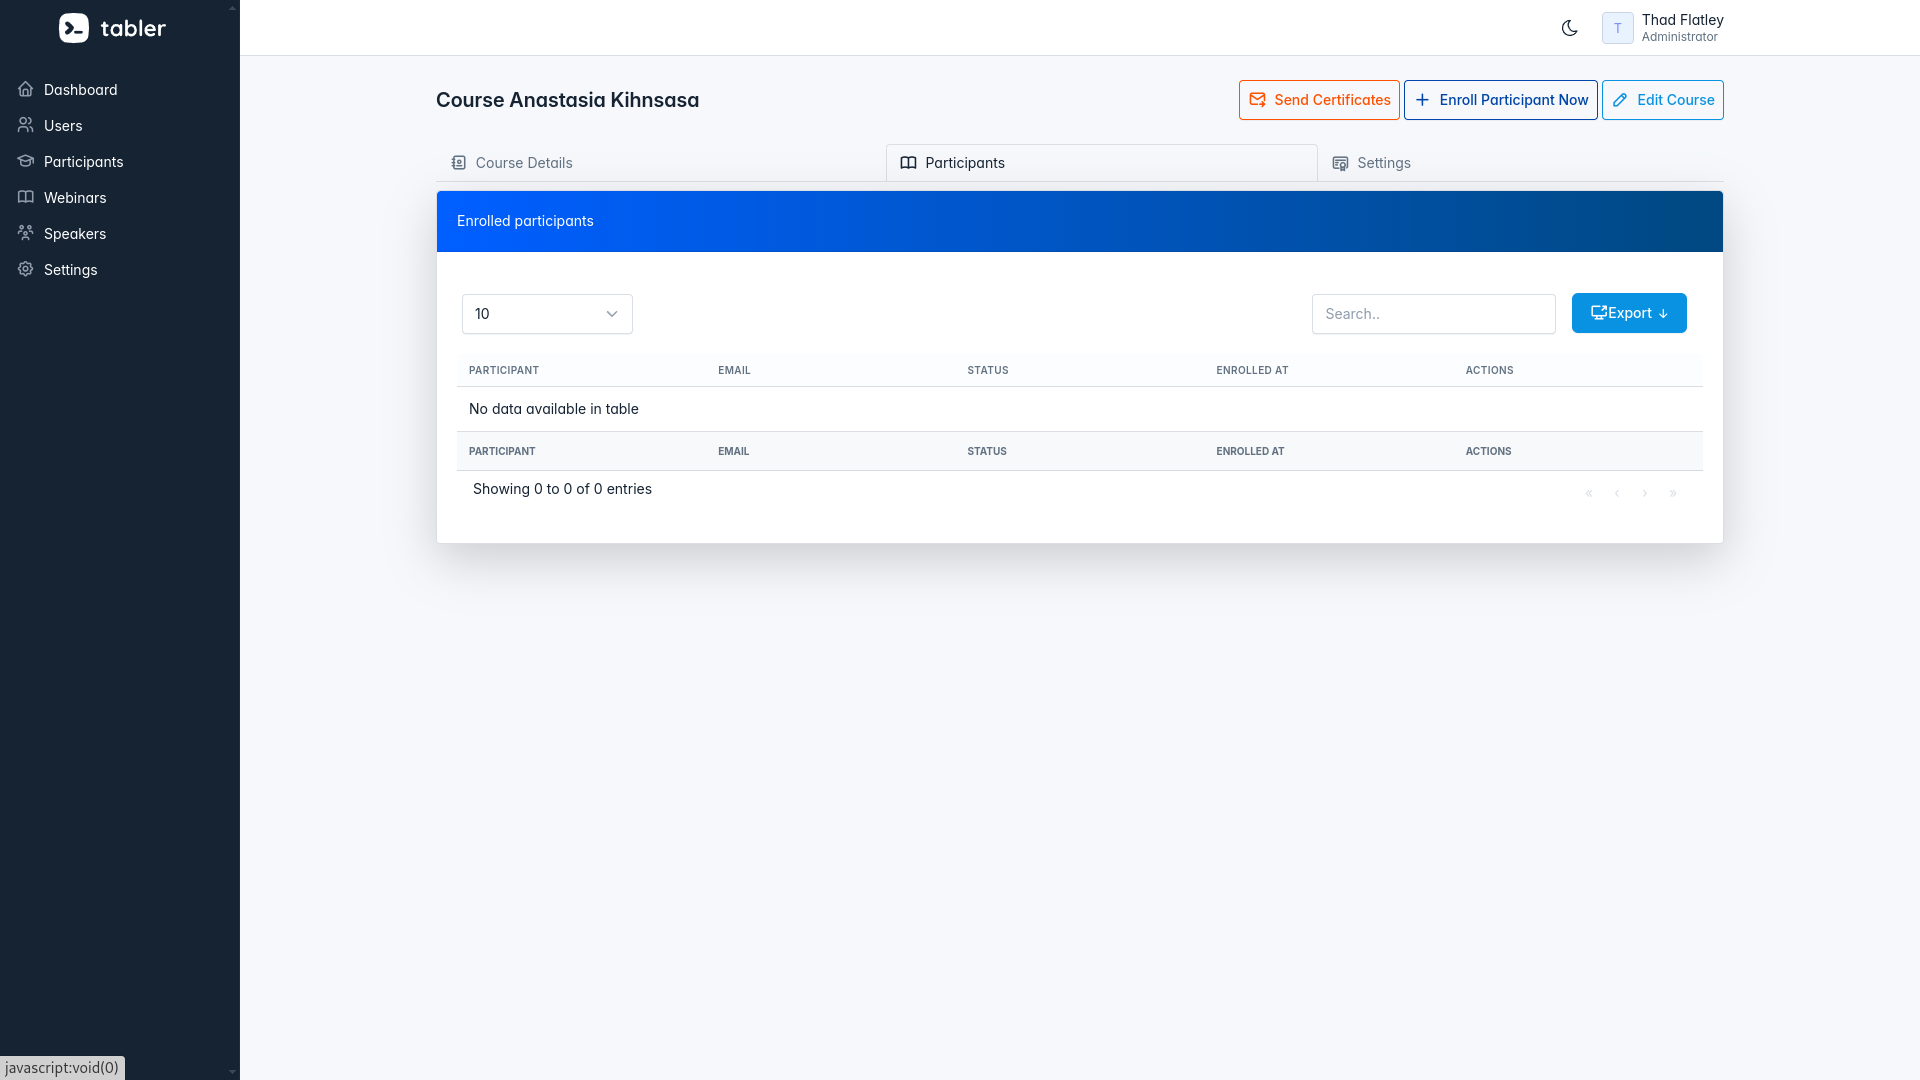 tabler
Thad Flatley
T
Administrator
Dashboard
Users
Participants
Webinars
Speakers
Settings
Course Anastasia Kihnsasa
Send Certificates
Enroll Participant Now
Edit Course
Course Details
Participants
Settings
Enrolled participants
10
Search..
Export ↓
PARTICIPANT EMAIL STATUS ENROLLED AT ACTIONS
No data available in table
PARTICIPANT EMAIL STATUS ENROLLED AT ACTIONS
Showing 0 to 0 of 0 entries
« ‹ › »
javascript:void(0)